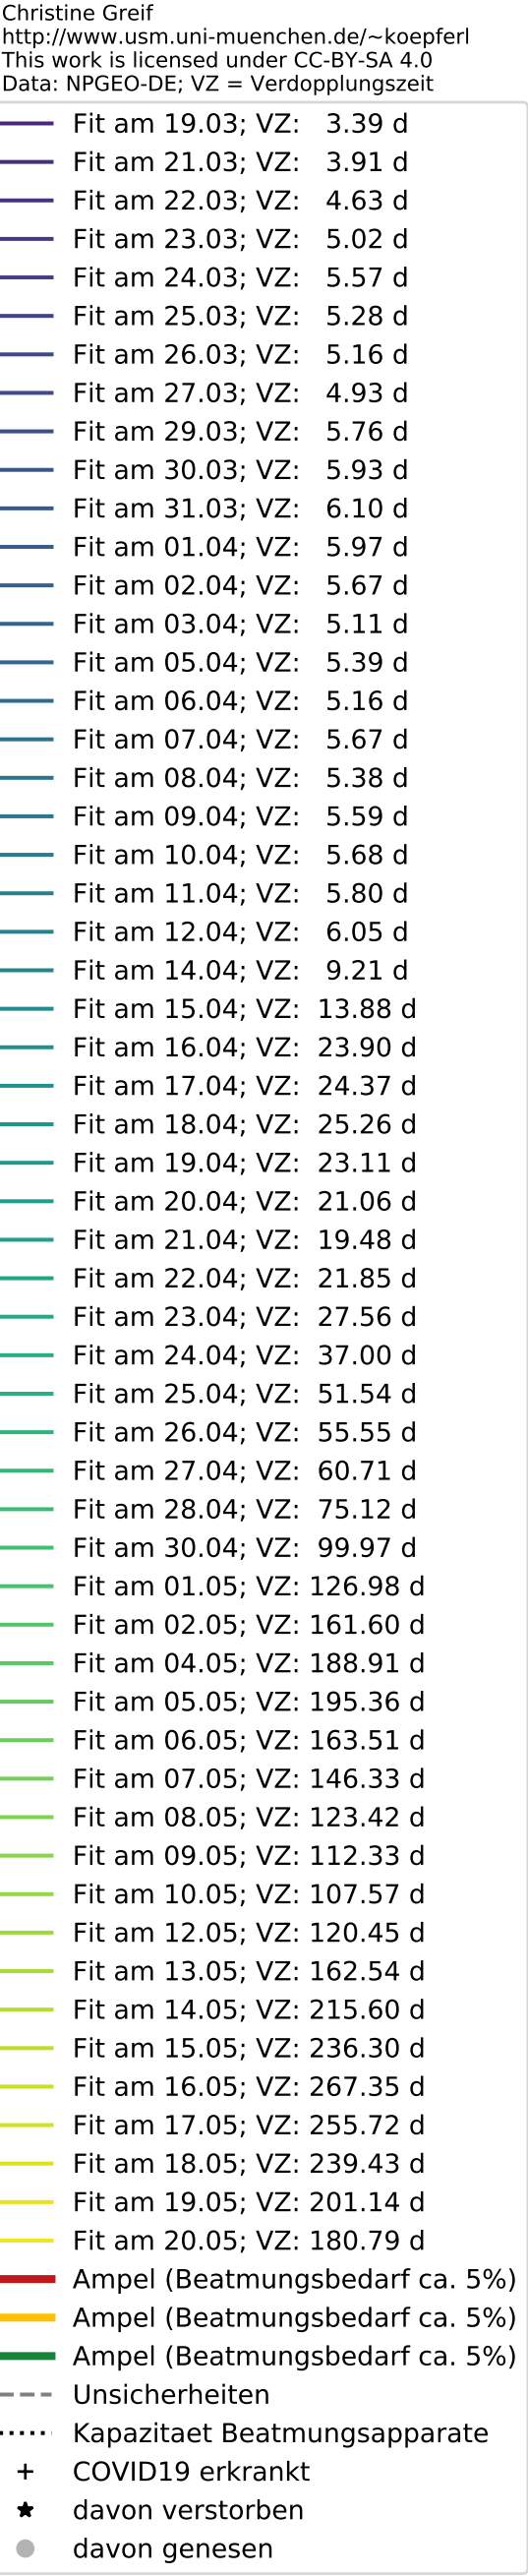 Christine Greif
http://www.usm.uni-muenchen.de/~koepferl
This work is licensed under CC-BY-SA 4.0
Data: NPGEO-DE; VZ = Verdopplungszeit
Fit am 19.03; VZ: 3.39 d
Fit am 21.03; VZ: 3.91 d
Fit am 22.03; VZ: 4.63 d
Fit am 23.03; VZ: 5.02 d
Fit am 24.03; VZ: 5.57 d
Fit am 25.03; VZ: 5.28 d
Fit am 26.03; VZ: 5.16 d
Fit am 27.03; VZ: 4.93 d
Fit am 29.03; VZ: 5.76 d
Fit am 30.03; VZ: 5.93 d
Fit am 31.03; VZ: 6.10 d
Fit am 01.04; VZ: 5.97 d
Fit am 02.04; VZ: 5.67 d
Fit am 03.04; VZ: 5.11 d
Fit am 05.04; VZ: 5.39 d
Fit am 06.04; VZ: 5.16 d
Fit am 07.04; VZ: 5.67 d
Fit am 08.04; VZ: 5.38 d
Fit am 09.04; VZ: 5.59 d
Fit am 10.04; VZ: 5.68 d
Fit am 11.04; VZ: 5.80 d
Fit am 12.04; VZ: 6.05 d
Fit am 14.04; VZ: 9.21 d
Fit am 15.04; VZ: 13.88 d
Fit am 16.04; VZ: 23.90 d
Fit am 17.04; VZ: 24.37 d
Fit am 18.04; VZ: 25.26 d
Fit am 19.04; VZ: 23.11 d
Fit am 20.04; VZ: 21.06 d
Fit am 21.04; VZ: 19.48 d
Fit am 22.04; VZ: 21.85 d
Fit am 23.04; VZ: 27.56 d
Fit am 24.04; VZ: 37.00 d
Fit am 25.04; VZ: 51.54 d
Fit am 26.04; VZ: 55.55 d
Fit am 27.04; VZ: 60.71 d
Fit am 28.04; VZ: 75.12 d
Fit am 30.04; VZ: 99.97 d
Fit am 01.05; VZ: 126.98 d
Fit am 02.05; VZ: 161.60 d
Fit am 04.05; VZ: 188.91 d
Fit am 05.05; VZ: 195.36 d
Fit am 06.05; VZ: 163.51 d
Fit am 07.05; VZ: 146.33 d
Fit am 08.05; VZ: 123.42 d
Fit am 09.05; VZ: 112.33 d
Fit am 10.05; VZ: 107.57 d
Fit am 12.05; VZ: 120.45 d
Fit am 13.05; VZ: 162.54 d
Fit am 14.05; VZ: 215.60 d
Fit am 15.05; VZ: 236.30 d
Fit am 16.05; VZ: 267.35 d
Fit am 17.05; VZ: 255.72 d
Fit am 18.05; VZ: 239.43 d
Fit am 19.05; VZ: 201.14 d
Fit am 20.05; VZ: 180.79 d
Ampel (Beatmungsbedarf ca. 5%)
Ampel (Beatmungsbedarf ca. 5%)
Ampel (Beatmungsbedarf ca. 5%)
Unsicherheiten
Kapazitaet Beatmungsapparate
COVID19 erkrankt
davon verstorben
davon genesen